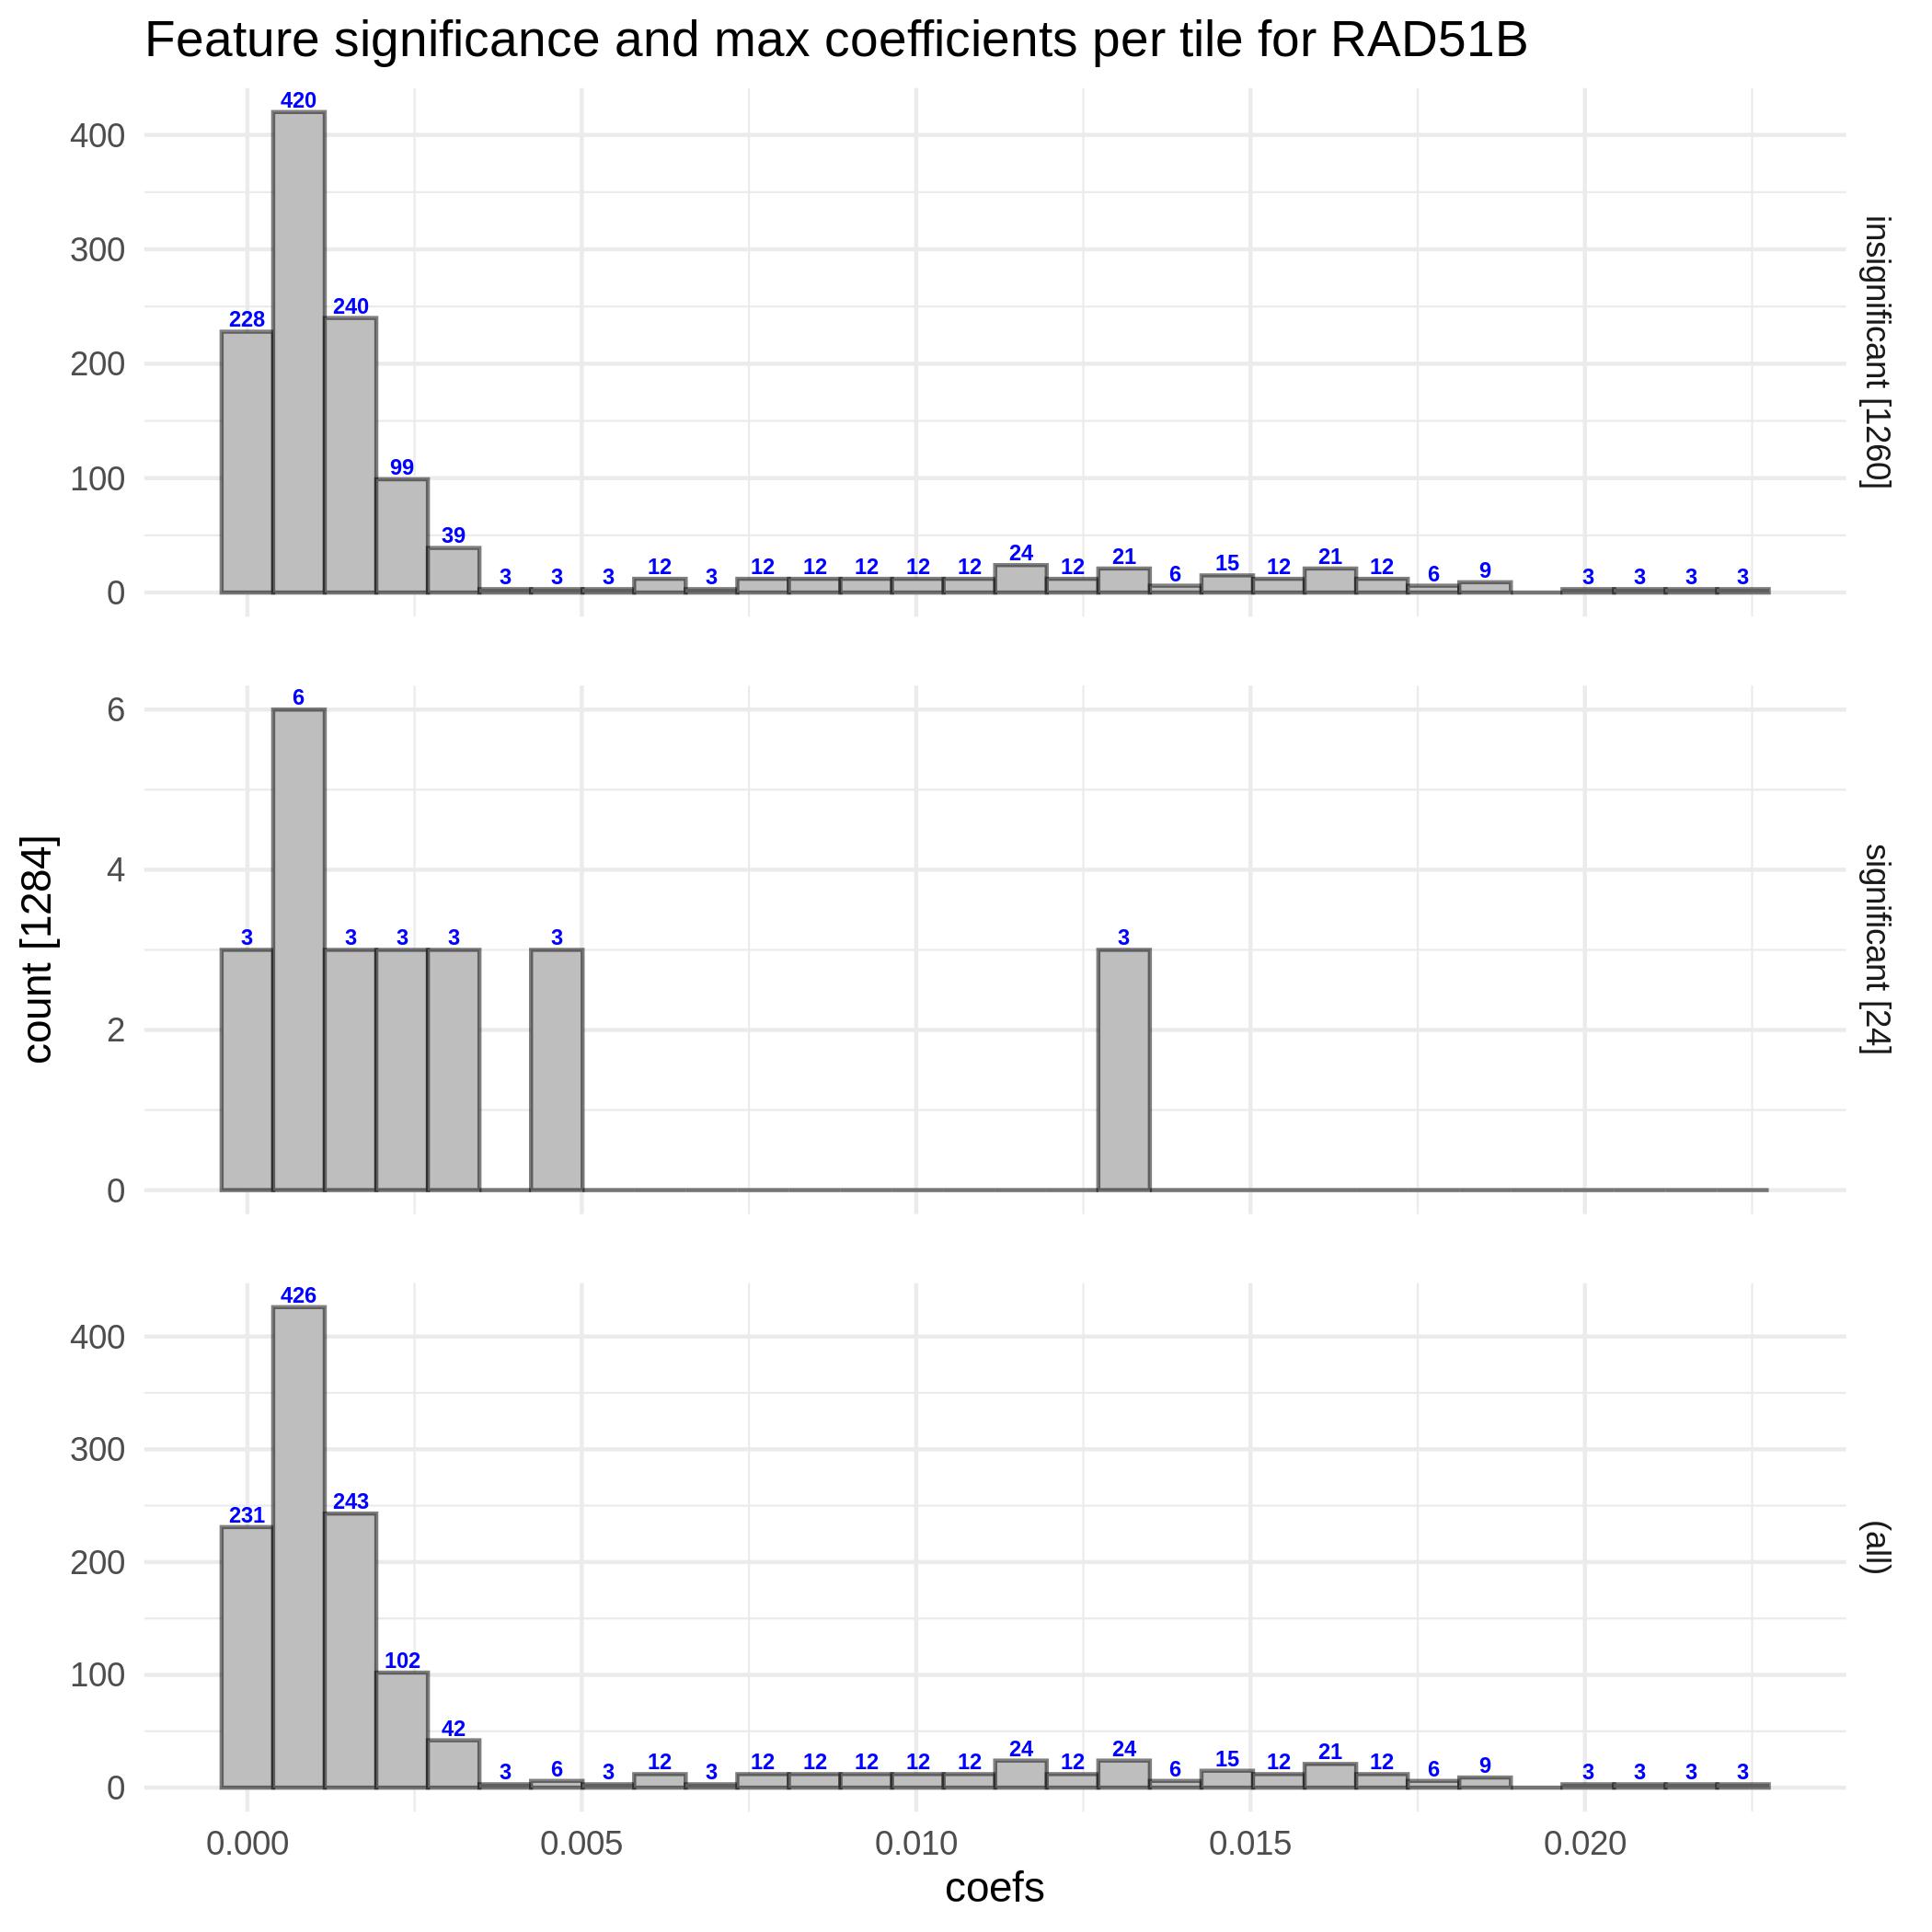 Feature significance and max coefficients per tile for RAD51B
420
400
300
240
228
200
99
100
39
3 3 3 12 3 12 12 12 12 12 24 12 21 6 15 12 21 12 6 9 3 3 3 3
0
insignificant [1260]
count [1284]
6
6
4
3 3 3 3 3 3
2
0
significant [24]
426
400
300
243
231
200
102
100
42
3 6 3 12 3 12 12 12 12 12 24 12 24 6 15 12 21 12 6 9 3 3 3 3
0
(all)
0.000 0.005 0.010 0.015 0.020
coefs